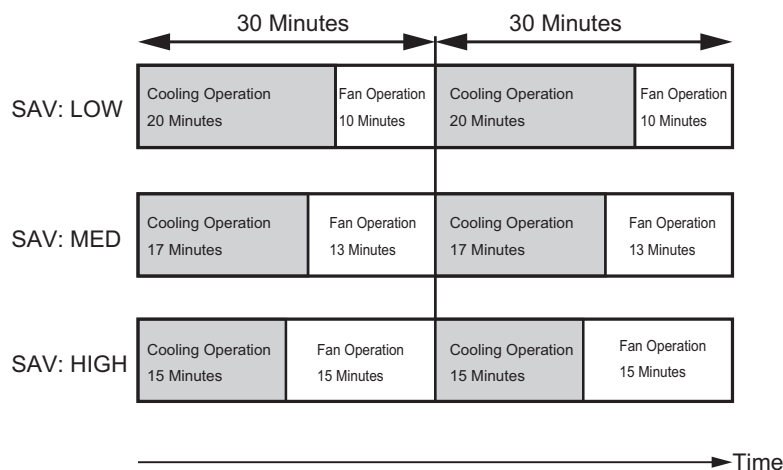 30 Minutes 30 Minutes
SAV: LOW
Cooling Operation Fan Operation Cooling Operation Fan Operation
20 Minutes 10 Minutes 20 Minutes 10 Minutes
SAV: MED
Cooling Operation Fan Operation Cooling Operation Fan Operation
17 Minutes 13 Minutes 17 Minutes 13 Minutes
SAV: HIGH
Cooling Operation Fan Operation Cooling Operation Fan Operation
15 Minutes 15 Minutes 15 Minutes 15 Minutes
Time